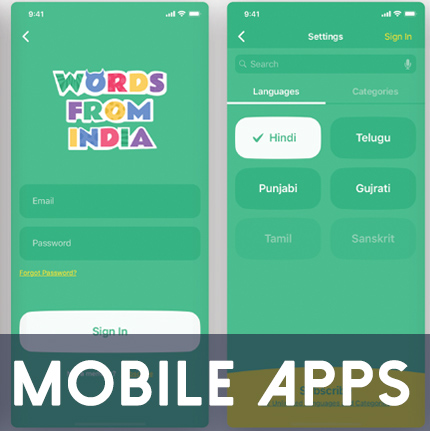 9:41
WORDS
FROM
INDIA
Email
Password
Forgot Password?
Sign In
9:41
Settings
Sign In
Search
Languages
Categories
Hindi
Telugu
Punjabi
Gujrati
Tamil
Sanskrit
MOBILE APPS